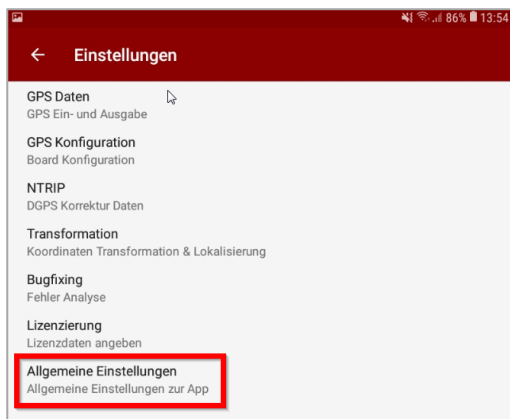 86% 13:54
Einstellungen
GPS Daten
GPS Ein- und Ausgabe
GPS Konfiguration
Board Konfiguration
NTRIP
DGPS Korrektur Daten
Transformation
Koordinaten Transformation & Lokalisierung
Bugfixing
Fehler Analyse
Lizenzierung
Lizenzdaten angeben
Allgemeine Einstellungen
Allgemeine Einstellungen zur App